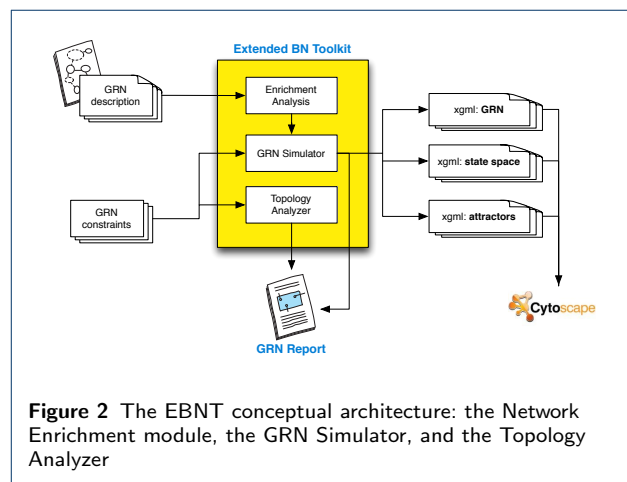 Extended BN Toolkit
GRN
description
Enrichment
Analysis
xgml: GRN
GRN Simulator
xgml: state space
Topology
Analyzer
GRN
constraints
xgml: attractors
Cytoscape
GRN Report
Figure 2 The EBNT conceptual architecture: the Network
Enrichment module, the GRN Simulator, and the Topology
Analyzer